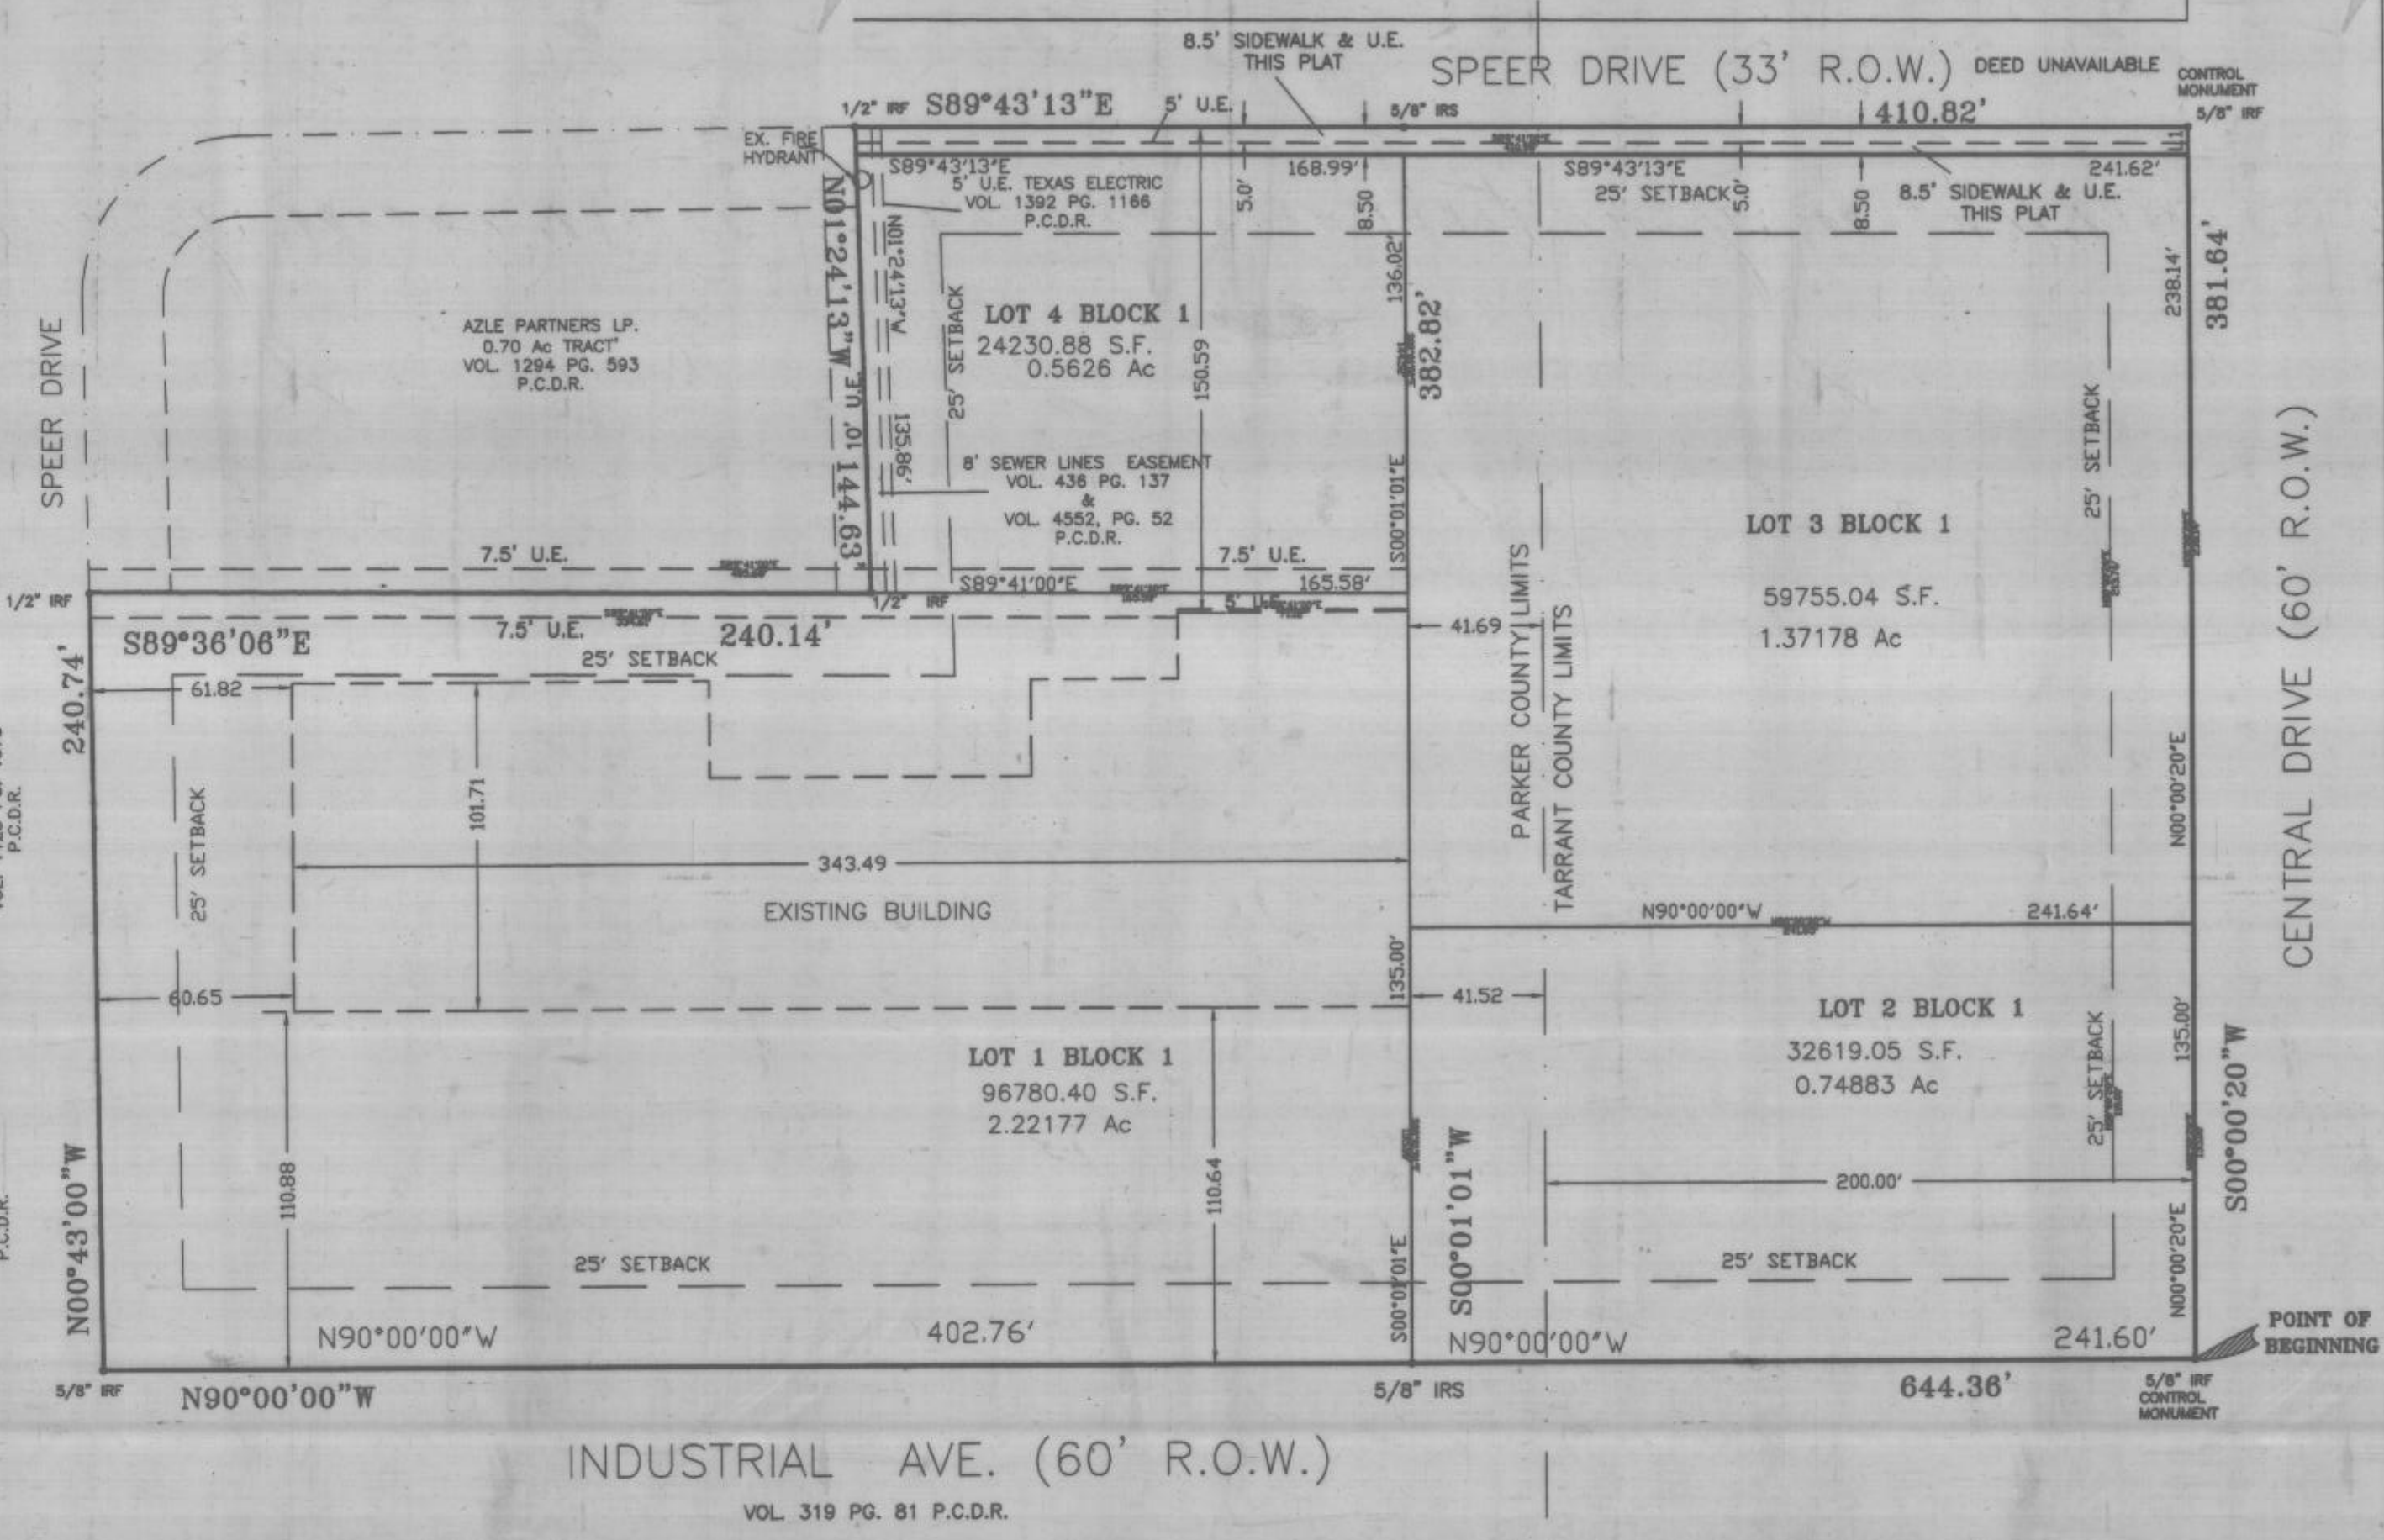 8.5' SIDEWALK & U.E.
THIS PLAT
SPEER DRIVE (33' R.O.W.) DEED UNAVAILABLE
CONTROL
MONUMENT
1/2" IRF S89°43'13"E 5' U.E. 5/8" IRS 410.82' 5/8" IRF
EX. FIRE
HYDRANT
L1
S89°43'13"E 168.99' S89°43'13"E 241.62'
5' U.E. TEXAS ELECTRIC
VOL. 1392 PG. 1166
P.C.D.R.
25' SETBACK
8.5' SIDEWALK & U.E.
THIS PLAT
5.0' 8.50 5.0' 8.50
N01°24'13"W 144.63'
10' U.E.
N01°24'13"W 135.86'
25' SETBACK
LOT 4 BLOCK 1
24230.88 S.F.
0.5626 Ac
150.59
136.02'
S00°01'01"E
382.82'
238.14'
381.64'
SPEER DRIVE
AZLE PARTNERS LP.
0.70 Ac TRACT'
VOL. 1294 PG. 593
P.C.D.R.
8' SEWER LINES EASEMENT
VOL. 436 PG. 137
&
VOL. 4552, PG. 52
P.C.D.R.
7.5' U.E. 7.5' U.E.
S89°41'00"E 165.58'
1/2" IRF 1/2" IRF 5' U.E.
S89°36'06"E 7.5' U.E. 240.14'
25' SETBACK
LOT 3 BLOCK 1
59755.04 S.F.
1.37178 Ac
25' SETBACK
41.69
PARKER COUNTY LIMITS
TARRANT COUNTY LIMITS
CENTRAL DRIVE (60' R.O.W.)
240.74'
61.82
101.71
25' SETBACK
343.49
EXISTING BUILDING
P.C.D.R.
N00°00'20"E
N90°00'00"W 241.64'
60.65
135.00'
41.52
LOT 2 BLOCK 1
32619.05 S.F.
0.74883 Ac
25' SETBACK
135.00'
LOT 1 BLOCK 1
96780.40 S.F.
2.22177 Ac
110.88
110.64
N00°43'00"W
P.C.D.R.
S00°01'01"W
S00°01'01"E
200.00'
S00°00'20"W
N00°00'20"E
25' SETBACK 25' SETBACK
N90°00'00"W 402.76' N90°00'00"W 241.60'
POINT OF
BEGINNING
5/8" IRF N90°00'00"W 5/8" IRS 644.36'
5/8" IRF
CONTROL
MONUMENT
INDUSTRIAL AVE. (60' R.O.W.)
VOL. 319 PG. 81 P.C.D.R.